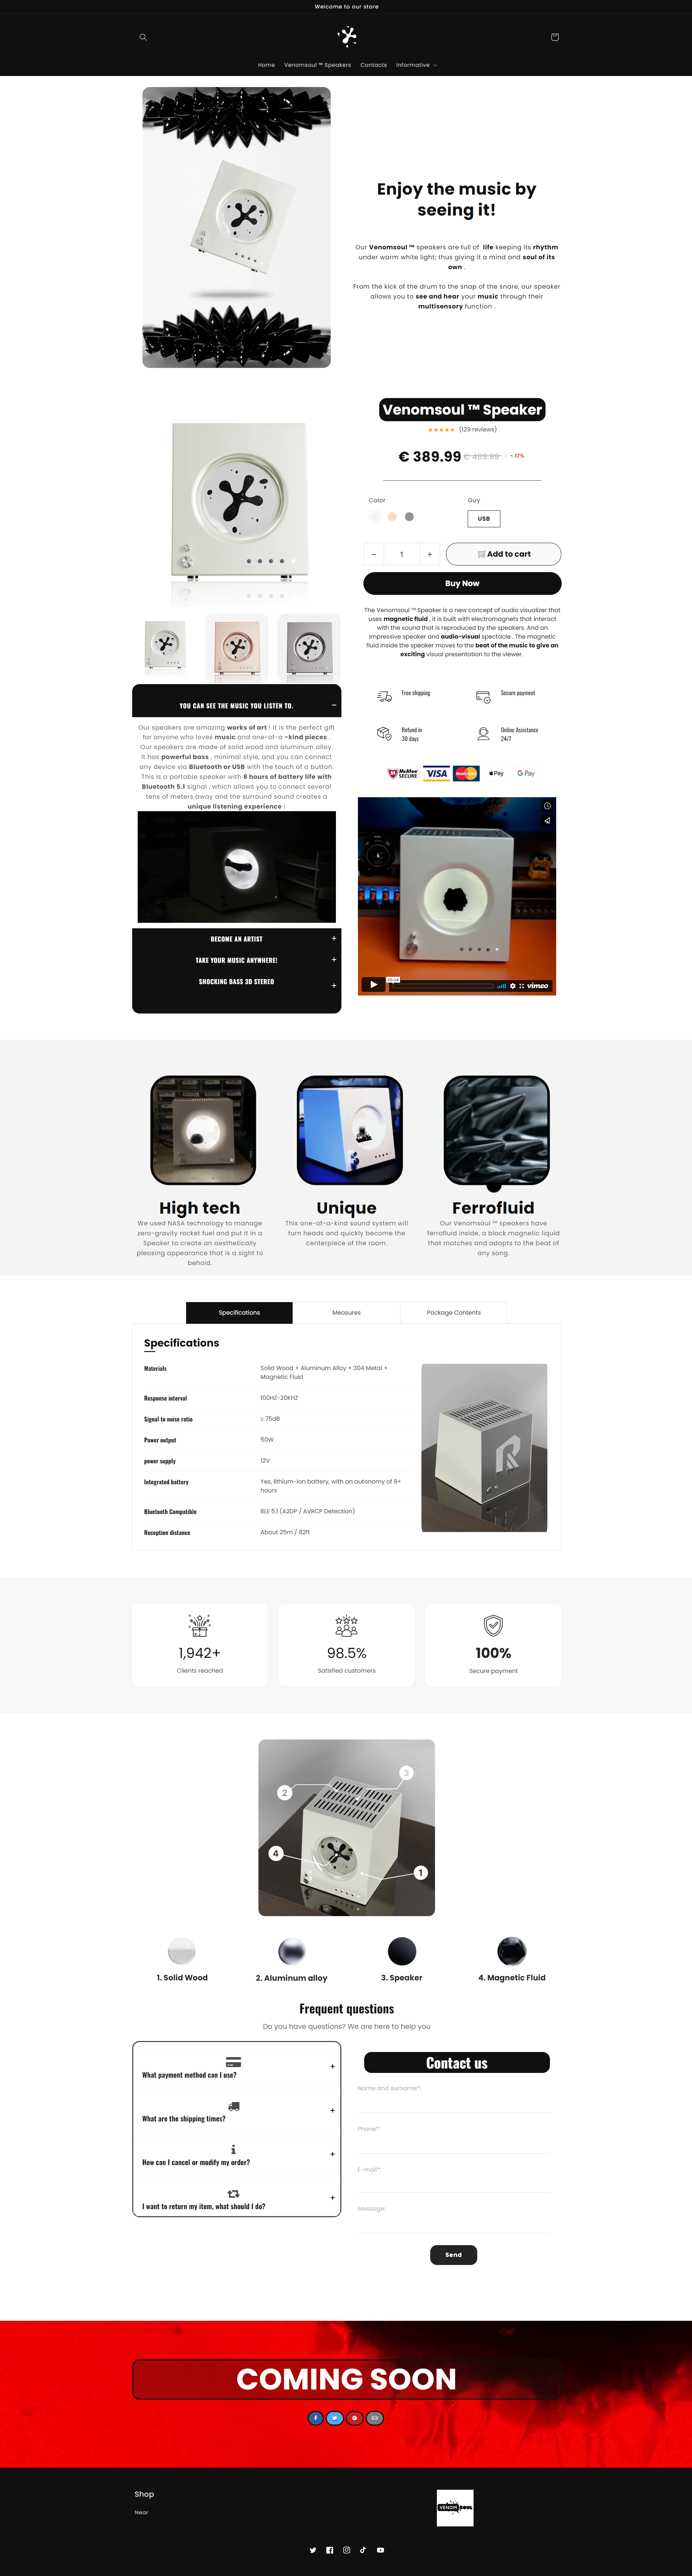 Welcome to our store
Home
Venomsoul ™ Speakers
Contacts
Informative
Enjoy the music by
seeing it!
Our Venomsoul ™ speakers are full of life keeping its rhythm
under warm white light; thus giving it a mind and soul of its
own .
From the kick of the drum to the snap of the snare, our speaker
allows you to see and hear your music through their
multisensory function .
Venomsoul ™ Speaker
★★★★★ (129 reviews)
€ 389.99 € 469.99 / - 17%
Color
Guy
USB
− 1 +
Add to cart
Buy Now
The Venomsoul ™ Speaker is a new concept of audio visualizer that
uses magnetic fluid , it is built with electromagnets that interact
with the sound that is reproduced by the speakers. And an
impressive speaker and audio-visual spectacle . The magnetic
fluid inside the speaker moves to the beat of the music to give an
exciting visual presentation to the viewer.
Free shipping
Secure payment
Refund in
30 days
Online Assistance
24/7
McAfee SECURE
VISA
MasterCard
Pay
G Pay
YOU CAN SEE THE MUSIC YOU LISTEN TO.
Our speakers are amazing works of art ! It is the perfect gift
for anyone who loves music and one-of-a -kind pieces .
Our speakers are made of solid wood and aluminum alloy.
It has powerful bass , minimal style, and you can connect
any device via Bluetooth or USB with the touch of a button.
This is a portable speaker with 8 hours of battery life with
Bluetooth 5.1 signal , which allows you to connect several
tens of meters away and the surround sound creates a
unique listening experience !
BECOME AN ARTIST
TAKE YOUR MUSIC ANYWHERE!
SHOCKING BASS 3D STEREO
vimeo
High tech
We used NASA technology to manage
zero-gravity rocket fuel and put it in a
Speaker to create an aesthetically
pleasing appearance that is a sight to
behold.
Unique
This one-of-a-kind sound system will
turn heads and quickly become the
centerpiece of the room.
Ferrofluid
Our Venomsoul ™ speakers have
ferrofluid inside, a black magnetic liquid
that matches and adapts to the beat of
any song.
Specifications
Measures
Package Contents
Specifications
Materials
Solid Wood + Aluminum Alloy + 304 Metal +
Magnetic Fluid
Response interval
100HZ-20KHZ
Signal to noise ratio
≥ 75dB
Power output
50W
power supply
12V
Integrated battery
Yes, lithium-ion battery, with an autonomy of 8+
hours
Bluetooth Compatible
BLE 5.1 (A2DP / AVRCP Detection)
Reception distance
About 25m / 82ft
1,942+
Clients reached
98.5%
Satisfied customers
100%
Secure payment
3
2
4
1
1. Solid Wood
2. Aluminum alloy
3. Speaker
4. Magnetic Fluid
Frequent questions
Do you have questions? We are here to help you
What payment method can I use?
What are the shipping times?
How can I cancel or modify my order?
I want to return my item, what should I do?
Contact us
Name and surname*:
Phone*:
E-mail*:
Message:
Send
COMING SOON
Shop
Near
VENOMSOUL